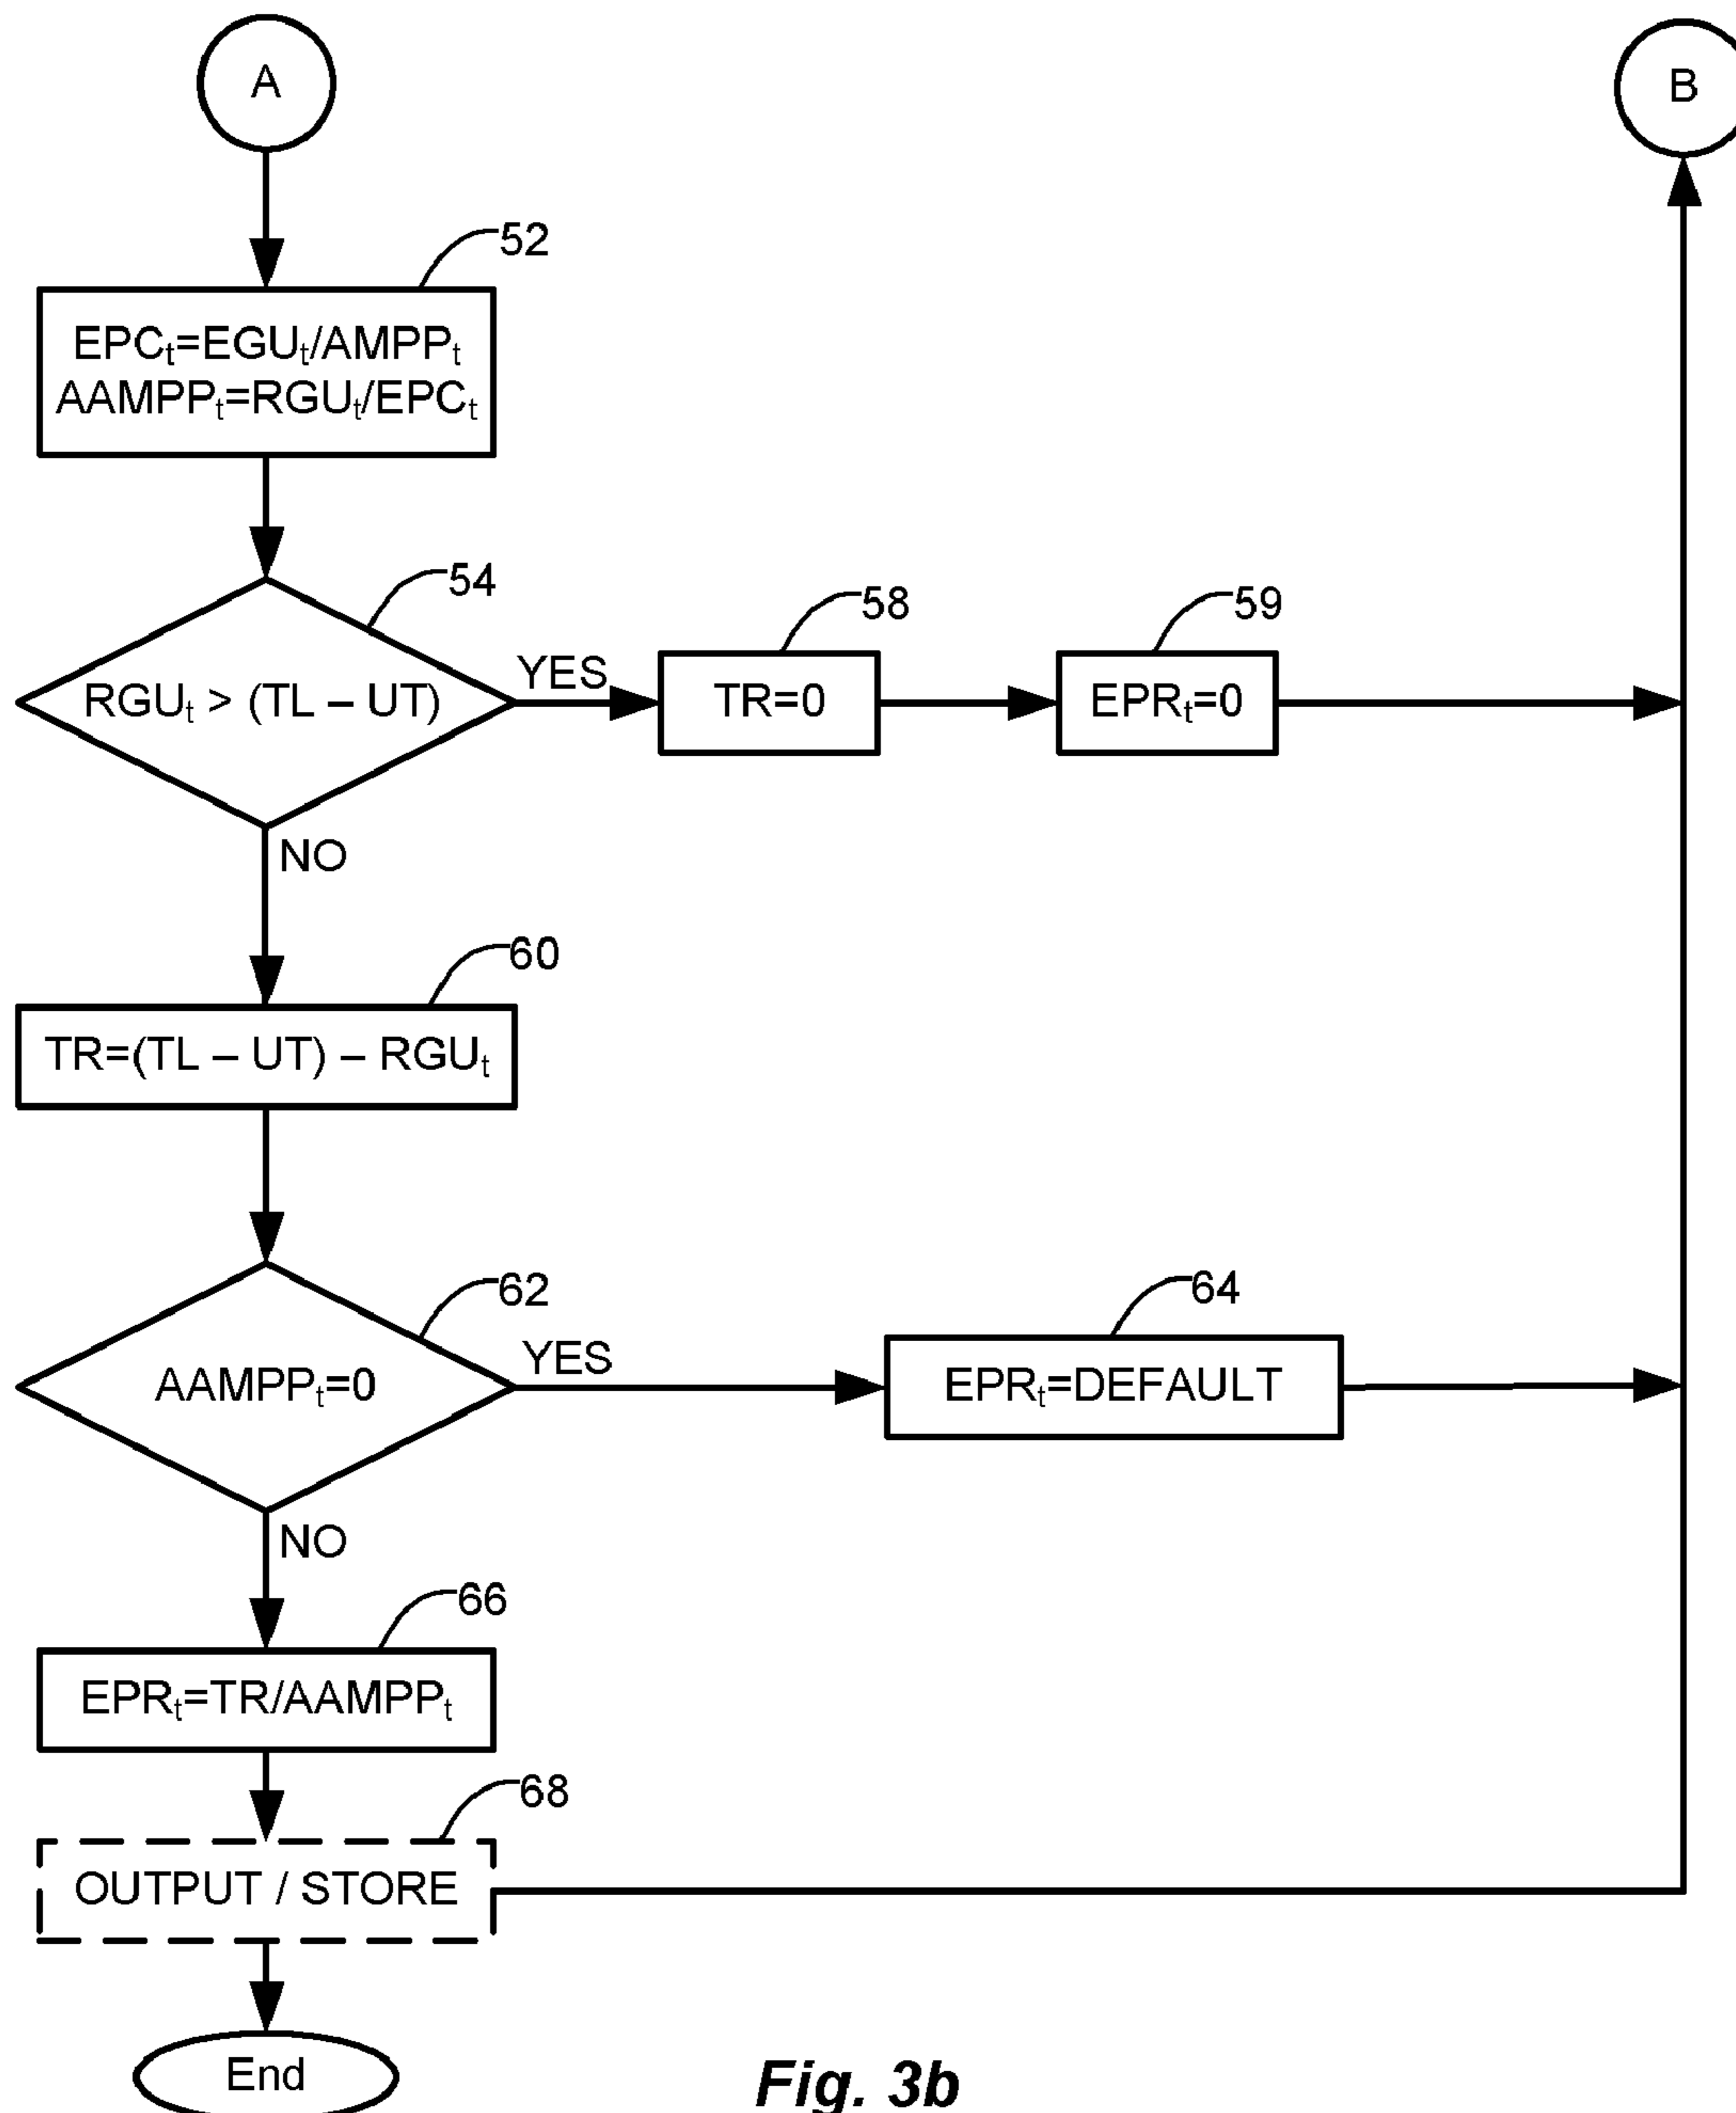 A
B
52
EPCₜ=EGUₜ/AMPPₜ
AAMPPₜ=RGUₜ/EPCₜ
54
RGUₜ > (TL – UT)
YES
58
TR=0
59
EPRₜ=0
NO
60
TR=(TL – UT) – RGUₜ
62
AAMPPₜ=0
YES
64
EPRₜ=DEFAULT
NO
66
EPRₜ=TR/AAMPPₜ
68
OUTPUT / STORE
End
Fig. 3b